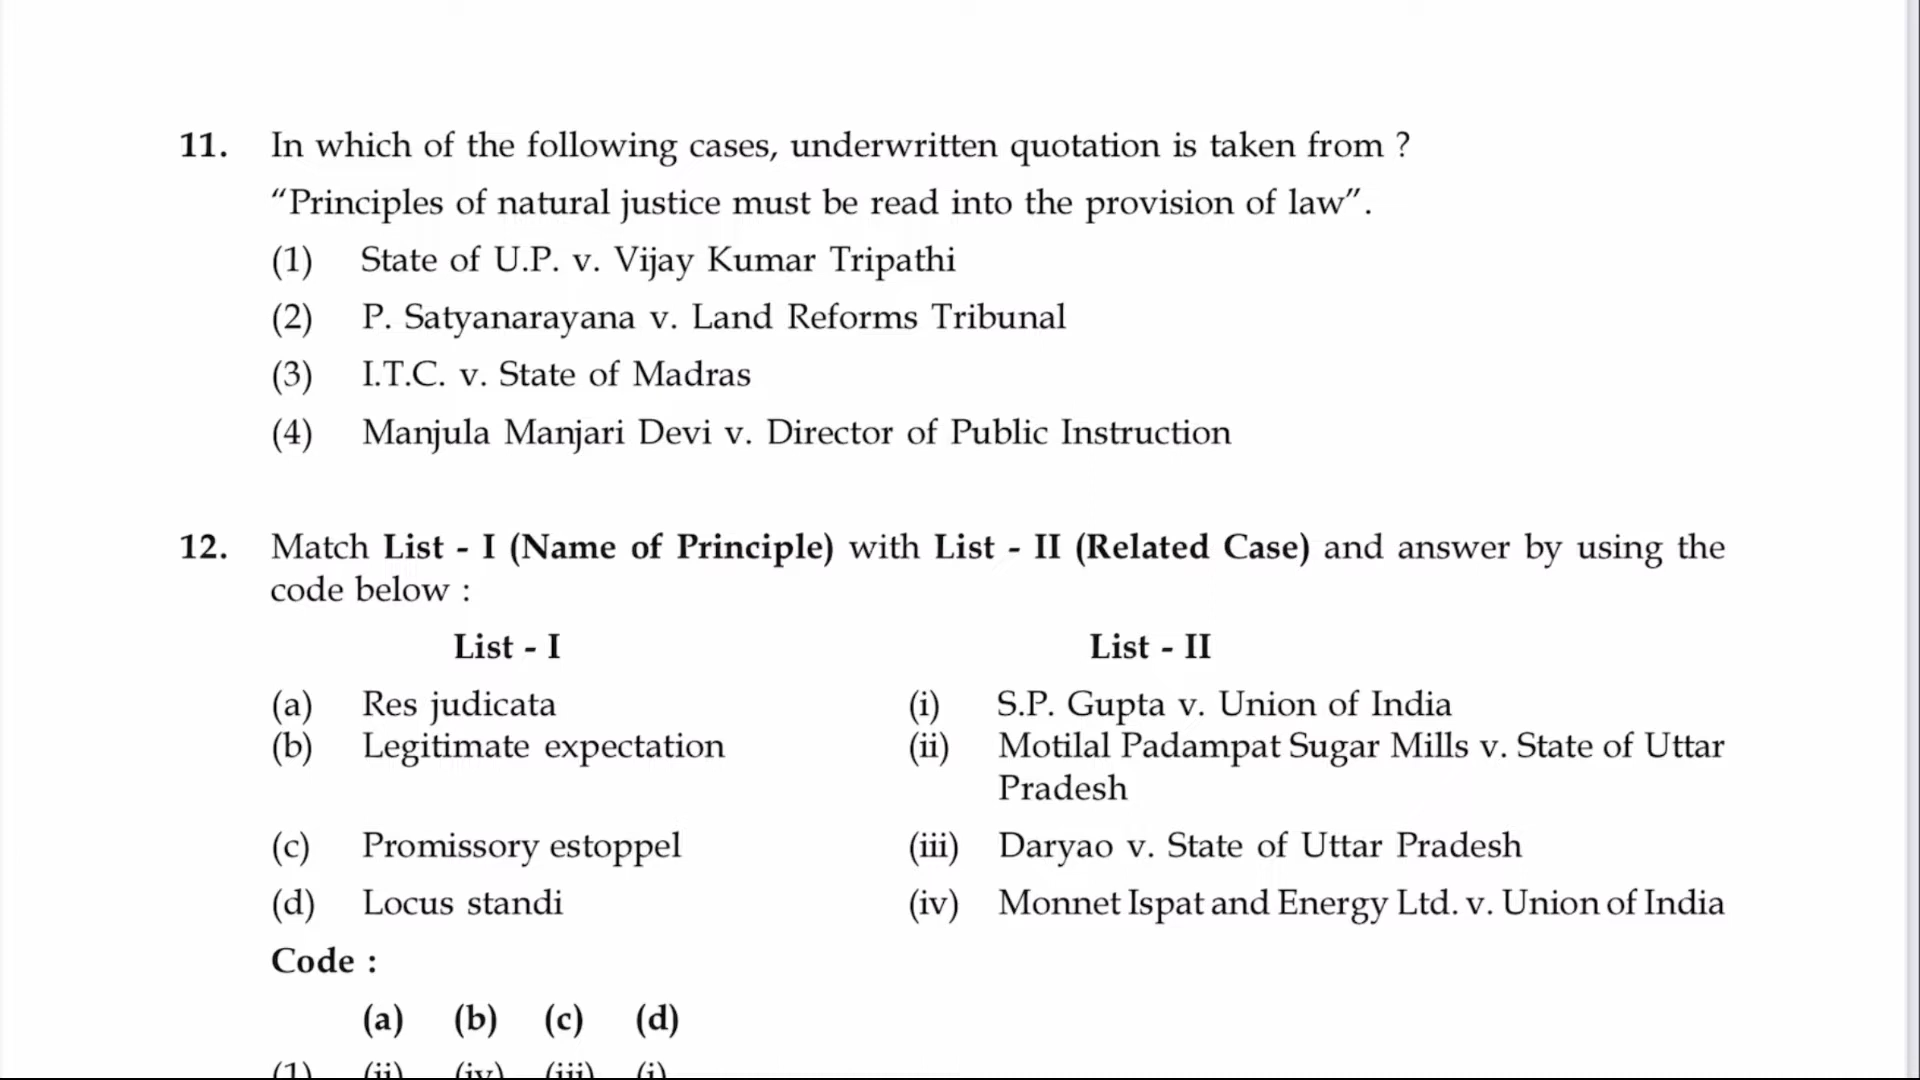 11. In which of the following cases, underwritten quotation is taken from ?
“Principles of natural justice must be read into the provision of law”.
(1) State of U.P. v. Vijay Kumar Tripathi
(2) P. Satyanarayana v. Land Reforms Tribunal
(3) I.T.C. v. State of Madras
(4) Manjula Manjari Devi v. Director of Public Instruction
12. Match List - I (Name of Principle) with List - II (Related Case) and answer by using the
code below :
List - I List - II
(a) Res judicata (i) S.P. Gupta v. Union of India
(b) Legitimate expectation (ii) Motilal Padampat Sugar Mills v. State of Uttar
Pradesh
(c) Promissory estoppel (iii) Daryao v. State of Uttar Pradesh
(d) Locus standi (iv) Monnet Ispat and Energy Ltd. v. Union of India
Code :
(a) (b) (c) (d)
(1) (ii) (iv) (iii) (i)